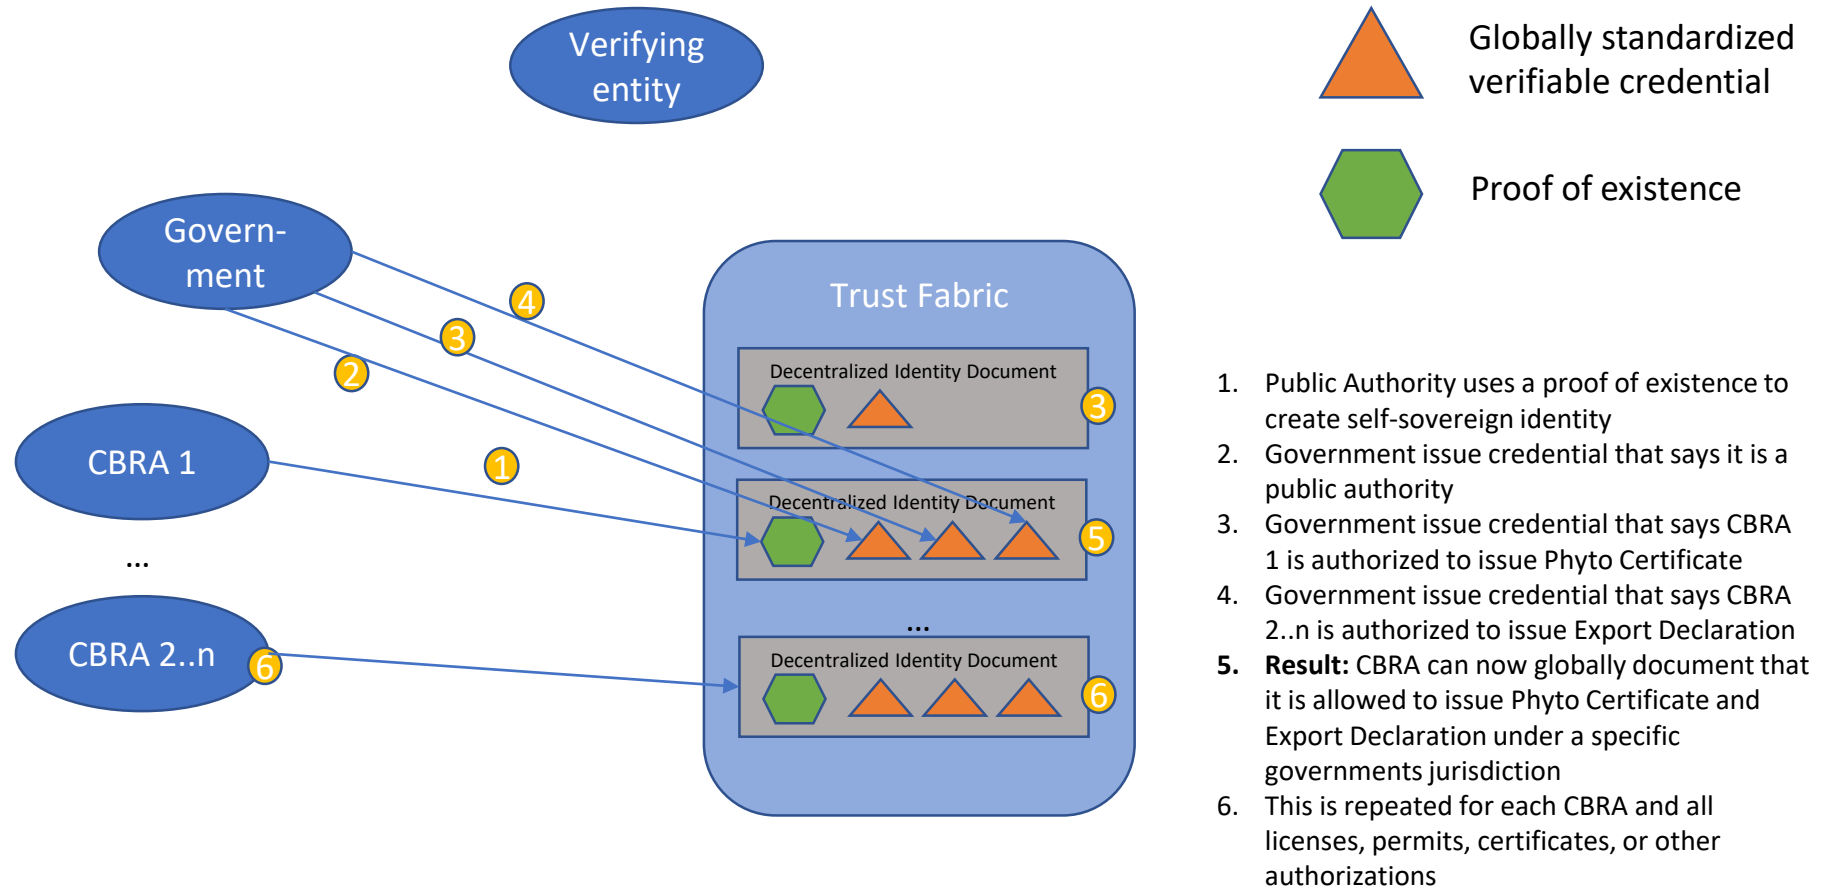 Verifying
entity
Globally standardized
verifiable credential
Proof of existence
Govern-
ment
4
3
2
Trust Fabric
Decentralized Identity Document
3
CBRA 1
1
Decentralized Identity Document
5
...
...
CBRA 2..n
6
Decentralized Identity Document
6
1. Public Authority uses a proof of existence to
create self-sovereign identity
2. Government issue credential that says it is a
public authority
3. Government issue credential that says CBRA
1 is authorized to issue Phyto Certificate
4. Government issue credential that says CBRA
2..n is authorized to issue Export Declaration
5. Result: CBRA can now globally document that
it is allowed to issue Phyto Certificate and
Export Declaration under a specific
governments jurisdiction
6. This is repeated for each CBRA and all
licenses, permits, certificates, or other
authorizations